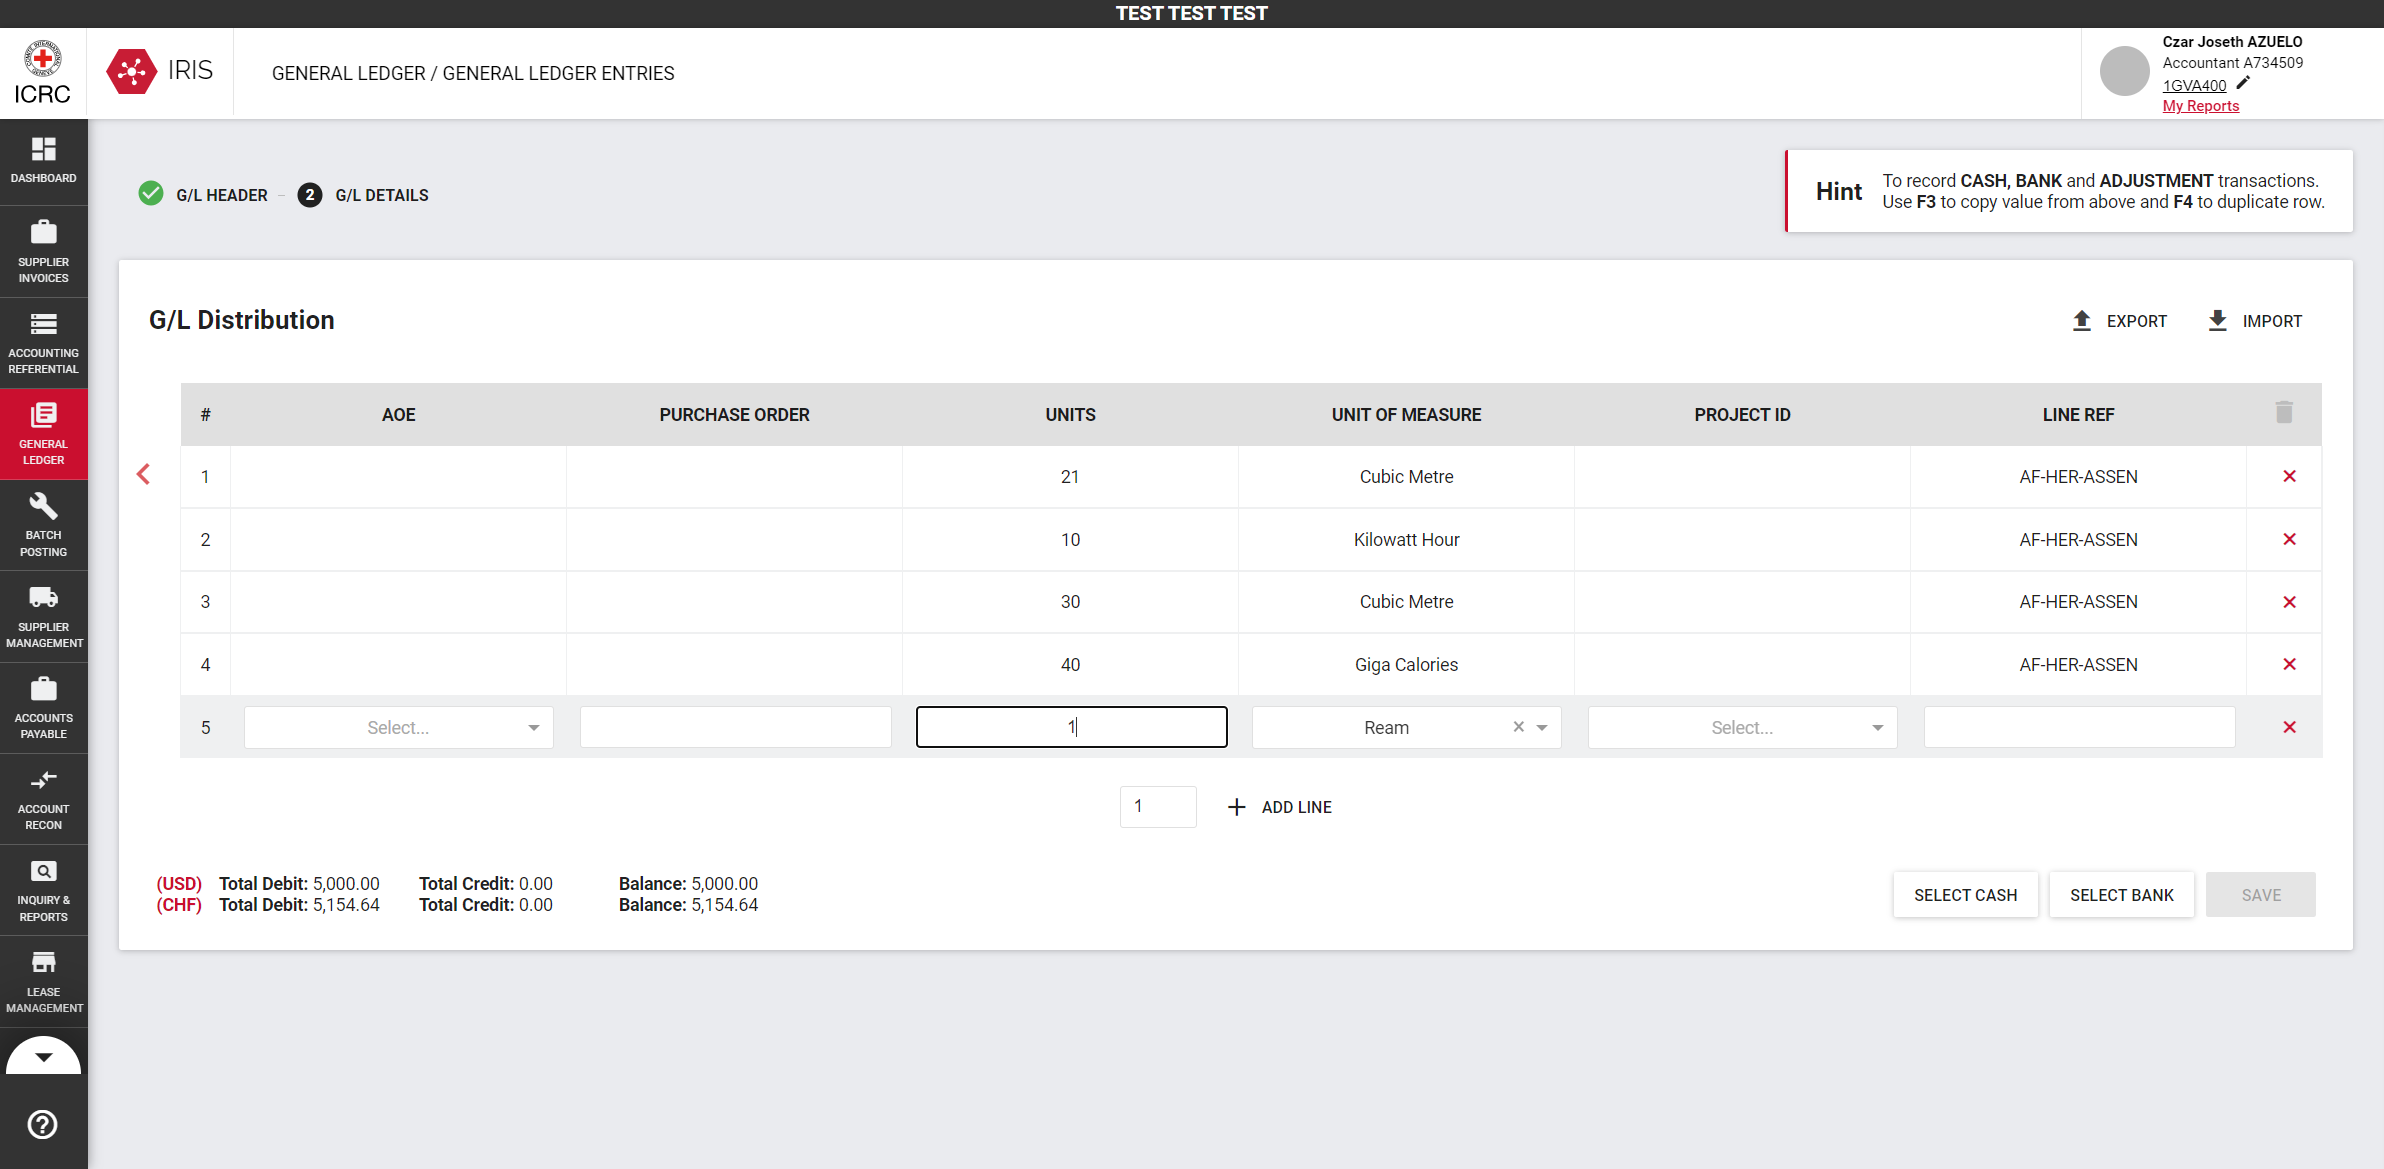 TEST TEST TEST
ICRC
IRIS
GENERAL LEDGER / GENERAL LEDGER ENTRIES
Czar Joseth AZUELO
Accountant A734509
1GVA400
My Reports
DASHBOARD
SUPPLIER
INVOICES
ACCOUNTING
REFERENTIAL
GENERAL
LEDGER
BATCH
POSTING
SUPPLIER
MANAGEMENT
ACCOUNTS
PAYABLE
ACCOUNT
RECON
INQUIRY &
REPORTS
LEASE
MANAGEMENT
G/L HEADER – 2 G/L DETAILS
Hint
To record CASH, BANK and ADJUSTMENT transactions.
Use F3 to copy value from above and F4 to duplicate row.
G/L Distribution
EXPORT IMPORT
# AOE PURCHASE ORDER UNITS UNIT OF MEASURE PROJECT ID LINE REF
1 21 Cubic Metre AF-HER-ASSEN
2 10 Kilowatt Hour AF-HER-ASSEN
3 30 Cubic Metre AF-HER-ASSEN
4 40 Giga Calories AF-HER-ASSEN
5 Select... 1 Ream Select...
1 ADD LINE
(USD) Total Debit: 5,000.00 Total Credit: 0.00 Balance: 5,000.00
(CHF) Total Debit: 5,154.64 Total Credit: 0.00 Balance: 5,154.64
SELECT CASH SELECT BANK SAVE